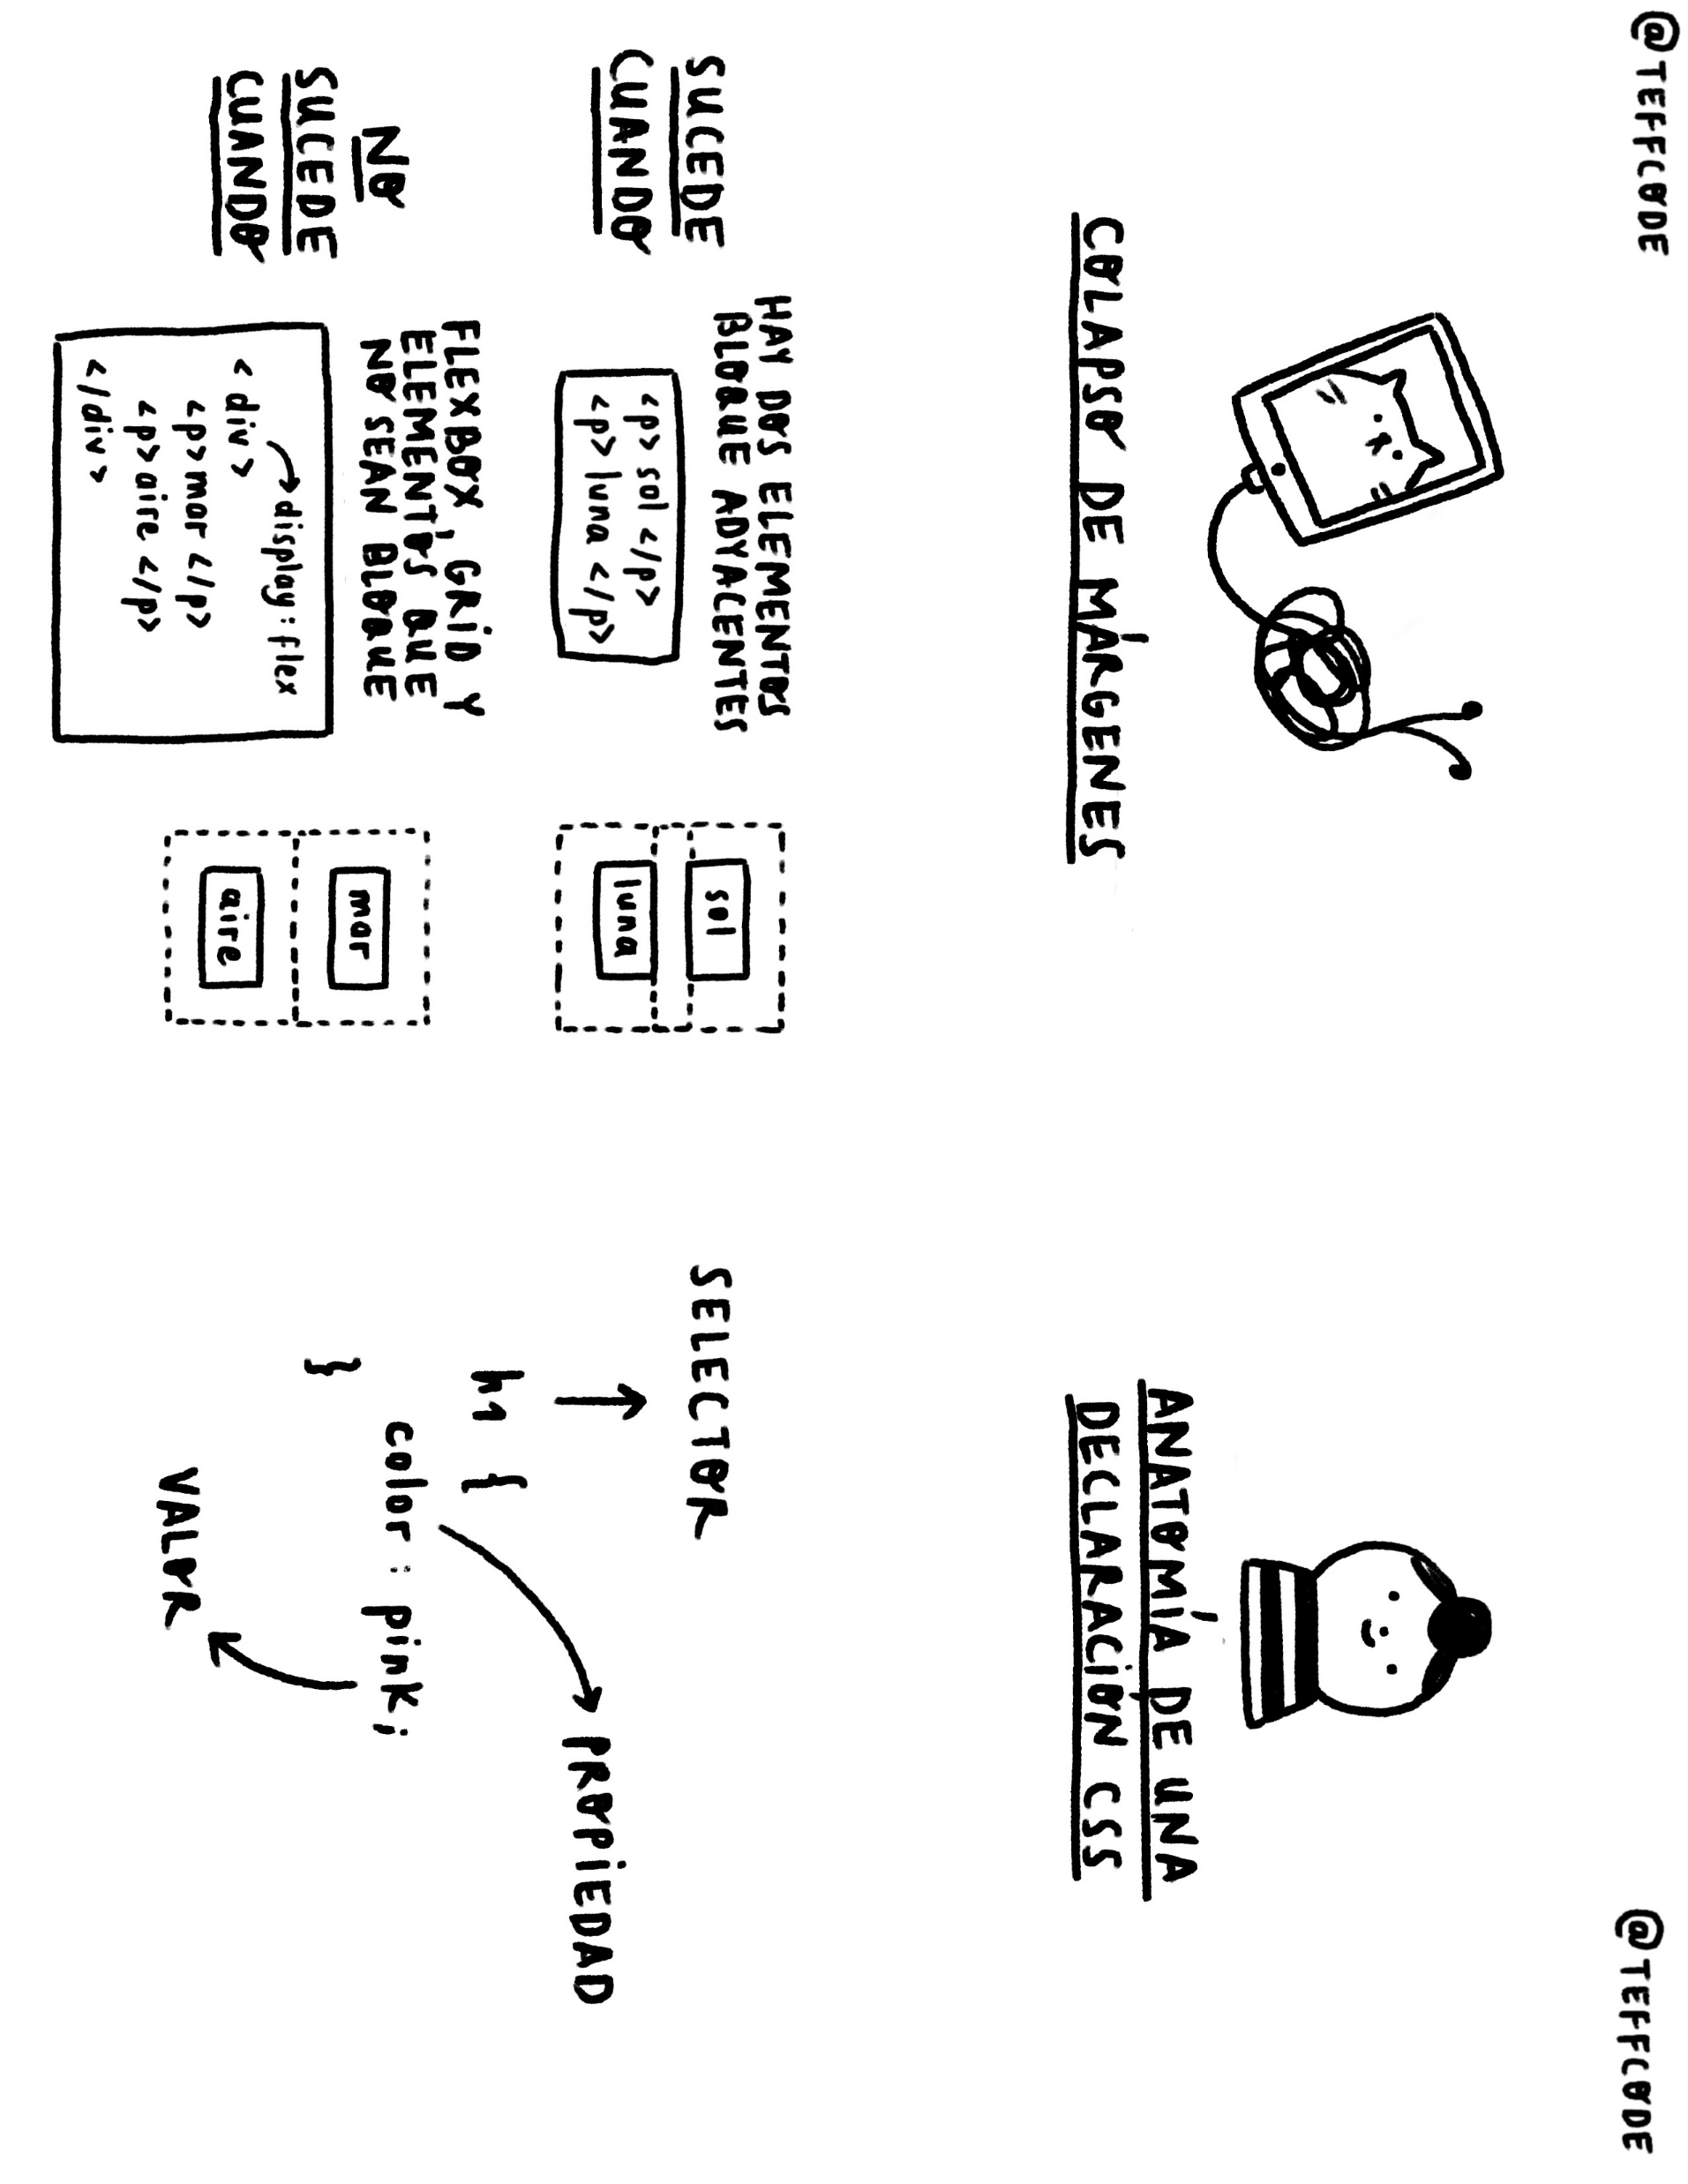 @TEFFCODE
COLAPSO DE MÁRGENES
SUCEDE
CUANDO
HAY DOS ELEMENTOS
BLOQUE ADYACENTES
<p> sol </p>
<p> luna </p>
sol
luna
NO
SUCEDE
CUANDO
FLEXBOX, GRID Y
ELEMENTOS QUE
NO SEAN BLOQUE
display: flex
<div>
<p> mar </p>
<p> aire </p>
</div>
mar
aire
@TEFFCODE
ANATOMÍA DE UNA
DECLARACIÓN CSS
SELECTOR
h1 {
color : pink;
}
PROPIEDAD
VALOR